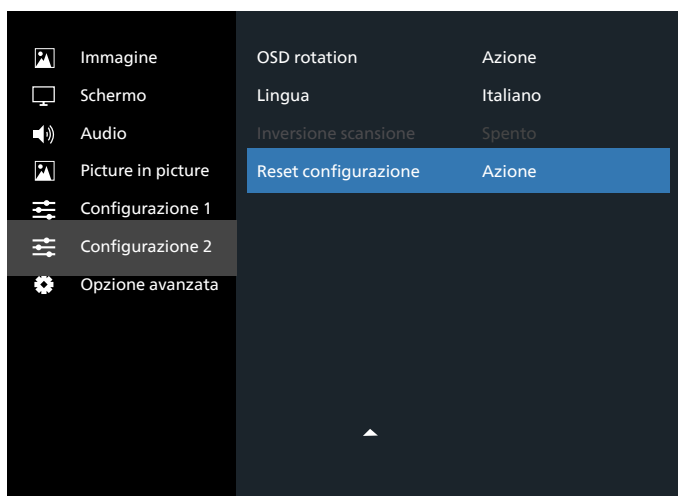 Immagine
Schermo
Audio
Picture in picture
Configurazione 1
Configurazione 2
Opzione avanzata
OSD rotation Azione
Lingua Italiano
Inversione scansione Spento
Reset configurazione Azione